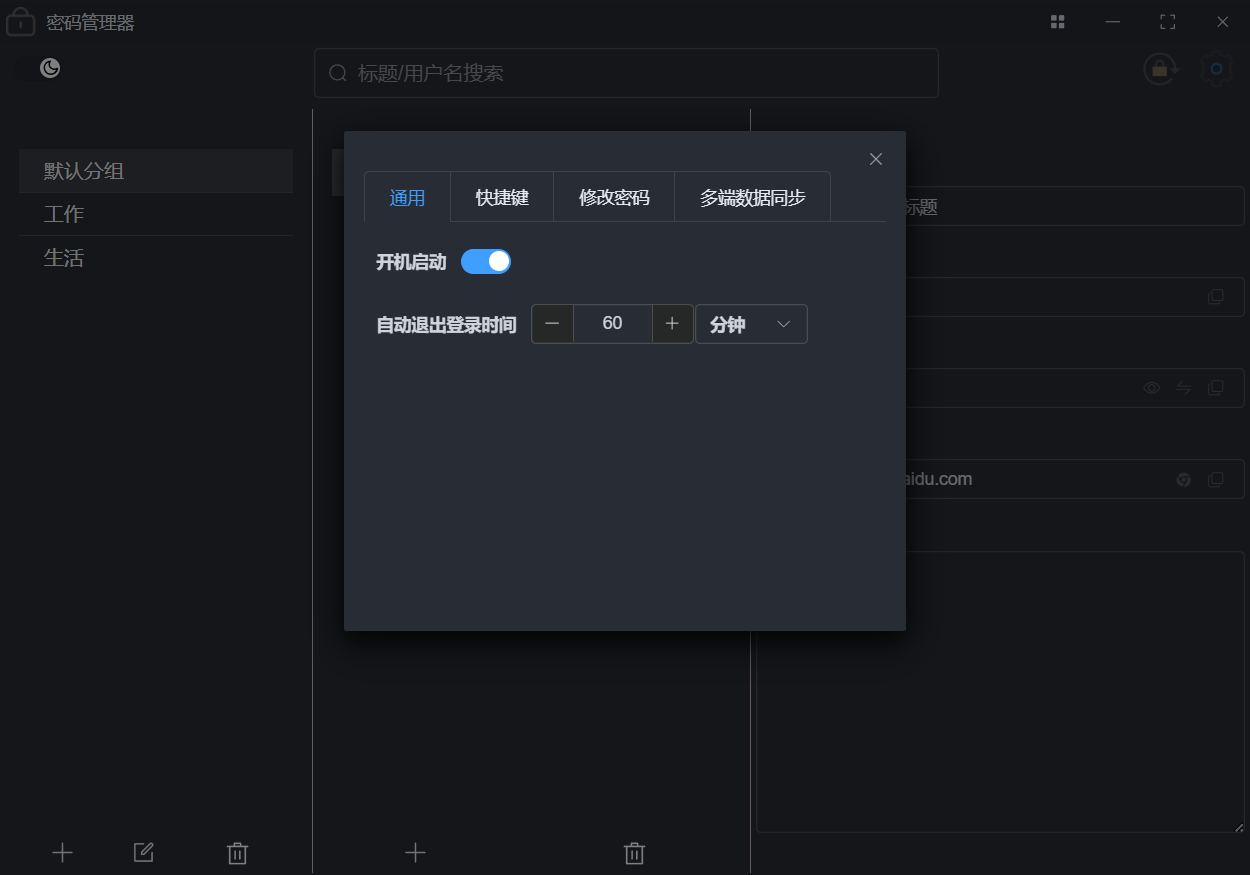 密码管理器
标题/用户名搜索
默认分组
工作
生活
通用 快捷键 修改密码 多端数据同步
开机启动
自动退出登录时间 60 分钟
标题
aidu.com